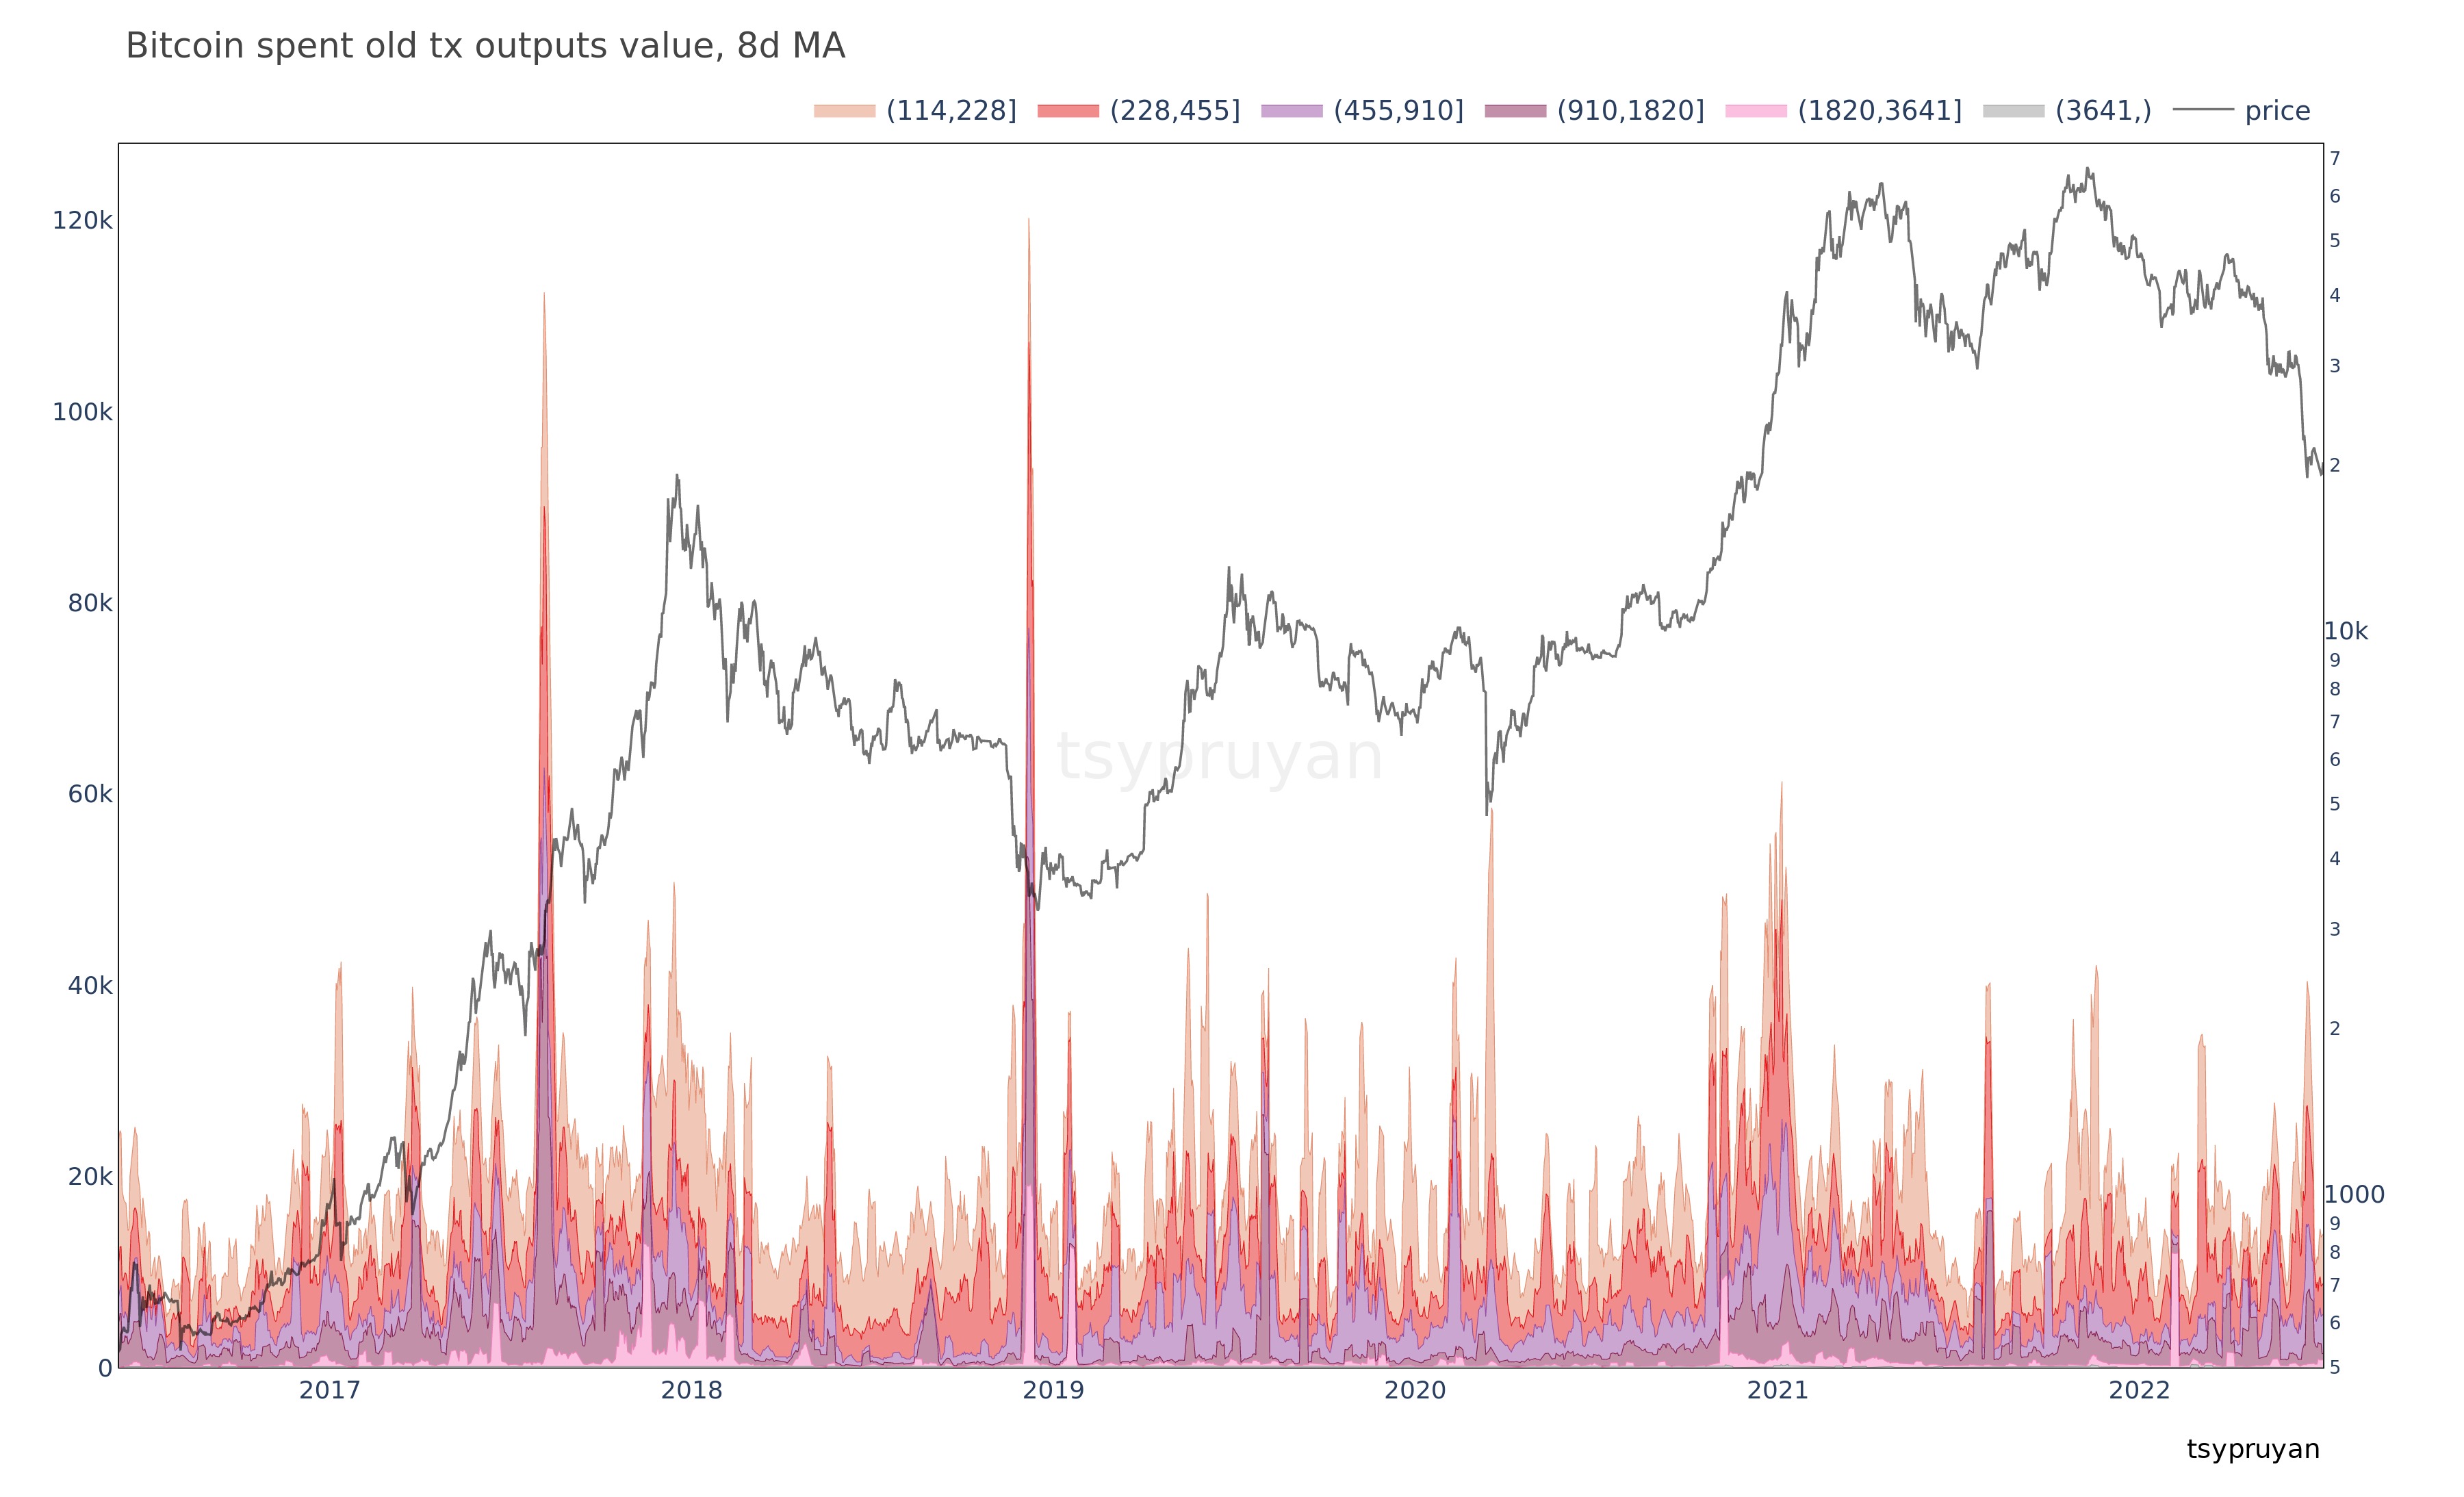 Bitcoin spent old tx outputs value, 8d MA
(114,228] (228,455] (455,910] (910,1820] (1820,3641] (3641,) price
120k
100k
80k
60k
40k
20k
0
7
6
5
4
3
2
10k
9
8
7
6
5
4
3
2
1000
9
8
7
6
5
tsypruyan
2017 2018 2019 2020 2021 2022
tsypruyan